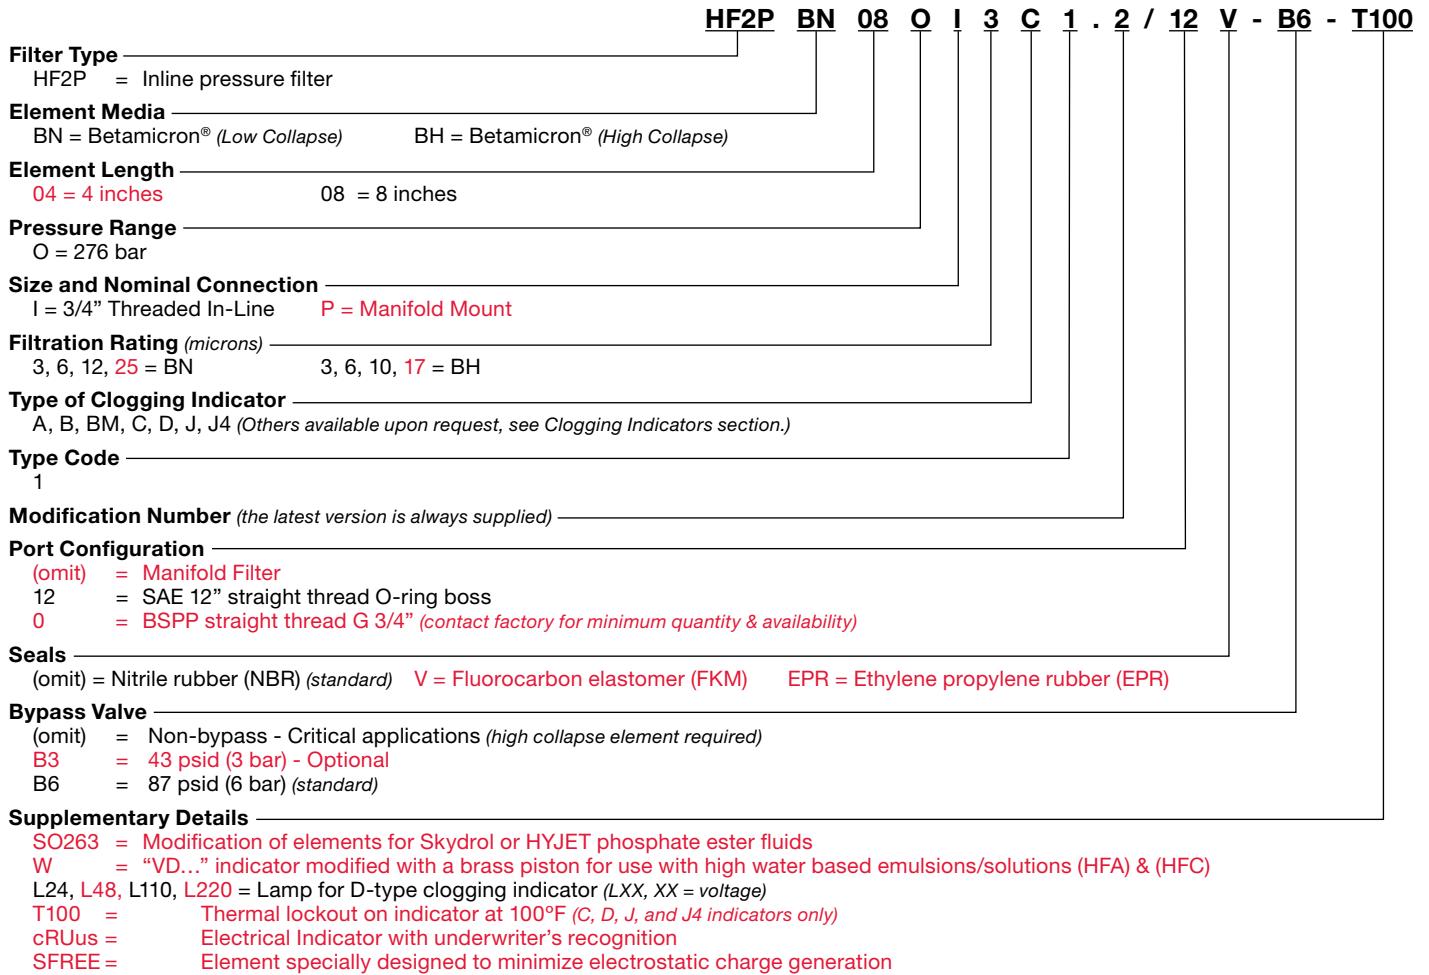 HF2P BN 08 O I 3 C 1 . 2 / 12 V - B6 - T100
Filter Type
HF2P = Inline pressure filter
Element Media
BN = Betamicron® (Low Collapse) BH = Betamicron® (High Collapse)
Element Length
04 = 4 inches 08 = 8 inches
Pressure Range
O = 276 bar
Size and Nominal Connection
I = 3/4” Threaded In-Line P = Manifold Mount
Filtration Rating (microns)
3, 6, 12, 25 = BN 3, 6, 10, 17 = BH
Type of Clogging Indicator
A, B, BM, C, D, J, J4 (Others available upon request, see Clogging Indicators section.)
Type Code
1
Modification Number (the latest version is always supplied)
Port Configuration
(omit) = Manifold Filter
12 = SAE 12” straight thread O-ring boss
0 = BSPP straight thread G 3/4” (contact factory for minimum quantity & availability)
Seals
(omit) = Nitrile rubber (NBR) (standard) V = Fluorocarbon elastomer (FKM) EPR = Ethylene propylene rubber (EPR)
Bypass Valve
(omit) = Non-bypass - Critical applications (high collapse element required)
B3 = 43 psid (3 bar) - Optional
B6 = 87 psid (6 bar) (standard)
Supplementary Details
SO263 = Modification of elements for Skydrol or HYJET phosphate ester fluids
W = “VD…” indicator modified with a brass piston for use with high water based emulsions/solutions (HFA) & (HFC)
L24, L48, L110, L220 = Lamp for D-type clogging indicator (LXX, XX = voltage)
T100 = Thermal lockout on indicator at 100ºF (C, D, J, and J4 indicators only)
cRUus = Electrical Indicator with underwriter’s recognition
SFREE = Element specially designed to minimize electrostatic charge generation